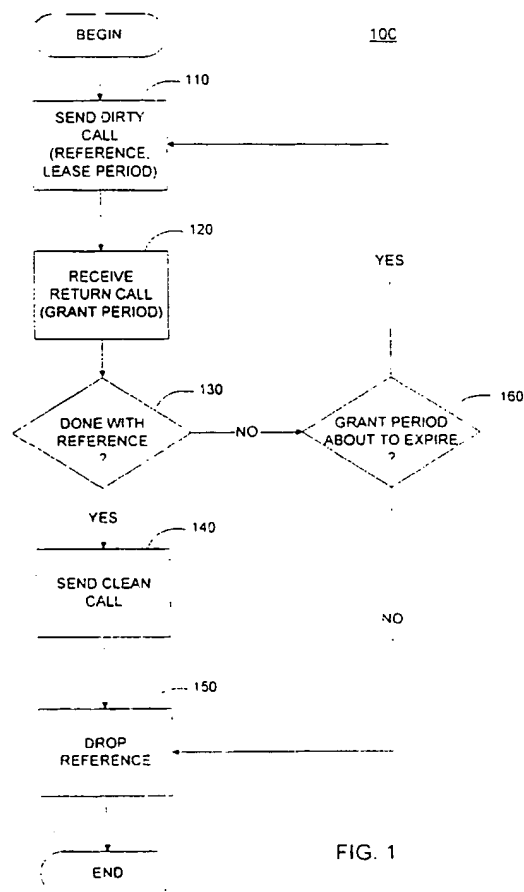 BEGIN
10C
110
SEND DIRTY
CALL
(REFERENCE,
LEASE PERIOD)
120
RECEIVE
RETURN CALL
(GRANT PERIOD)
YES
130
DONE WITH
REFERENCE
?
NO
160
GRANT PERIOD
ABOUT TO EXPIRE
?
YES
140
SEND CLEAN
CALL
NO
150
DROP
REFERENCE
END
FIG. 1